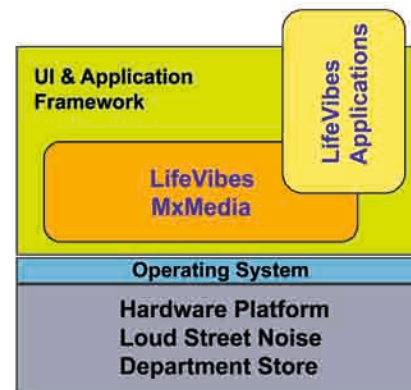 UI & Application
Framework
LifeVibes
Applications
LifeVibes
MxMedia
Operating System
Hardware Platform
Loud Street Noise
Department Store